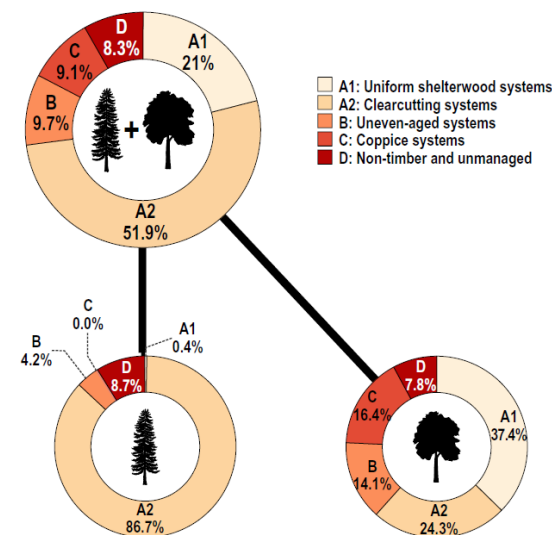 D
8.3%
A1
21%
C
9.1%
B
9.7%
+
A2
51.9%
A1: Uniform shelterwood systems
A2: Clearcutting systems
B: Uneven-aged systems
C: Coppice systems
D: Non-timber and unmanaged
C
0.0%
B
4.2%
D
8.7%
A1
0.4%
A2
86.7%
D
7.8%
C
16.4%
A1
37.4%
B
14.1%
A2
24.3%